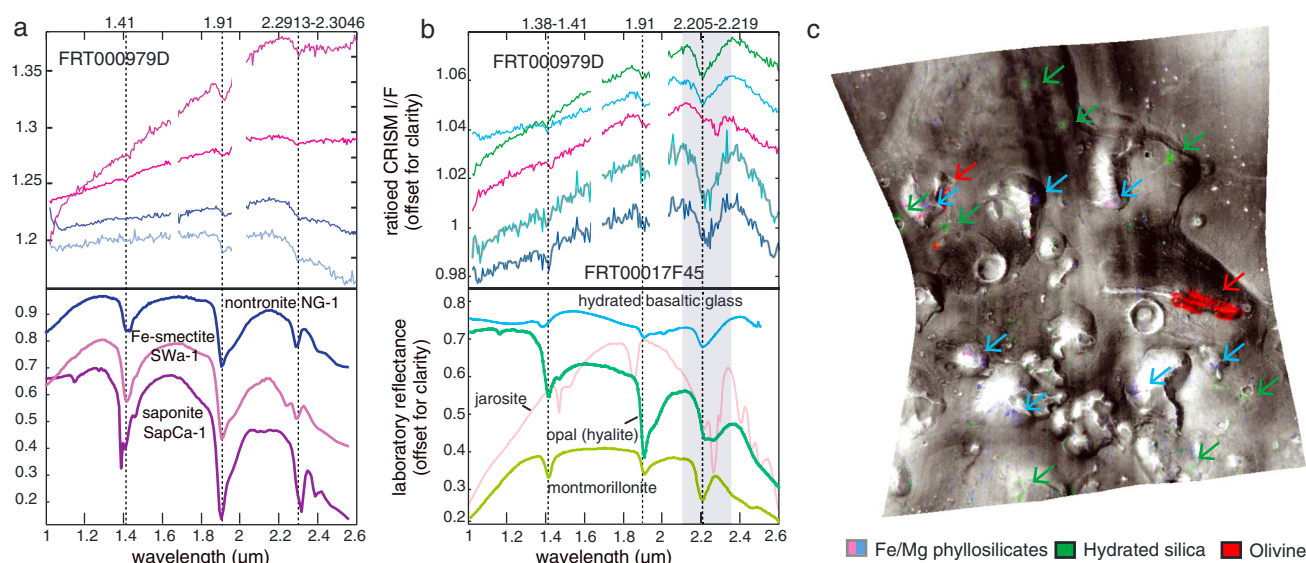 a
1.41 1.91 2.2913-2.3046
FRT000979D
1.35
1.3
1.25
1.2
nontronite NG-1
Fe-smectite
SWa-1
saponite
SapCa-1
0.9
0.8
0.7
0.6
0.5
0.4
0.3
0.2
1 1.2 1.4 1.6 1.8 2 2.2 2.4 2.6
wavelength (um)
b
1.38-1.41 1.91 2.205-2.219
FRT000979D
ratioed CRISM I/F
(offset for clarity)
1.06
1.04
1.02
1
0.98
FRT00017F45
hydrated basaltic glass
jarosite
opal (hyalite)
montmorillonite
laboratory reflectance
(offset for clarity)
0.8
0.7
0.6
0.5
0.4
0.3
0.2
1 1.2 1.4 1.6 1.8 2 2.2 2.4 2.6
wavelength (um)
c
Fe/Mg phyllosilicates Hydrated silica Olivine